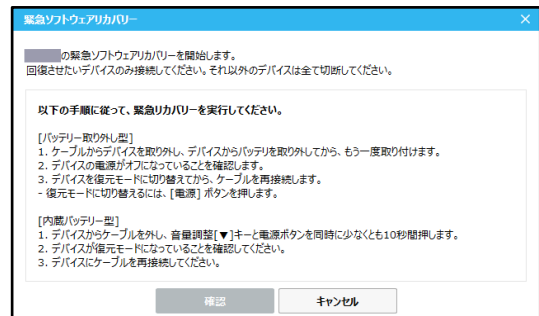 緊急ソフトウェアリカバリー
の緊急ソフトウェアリカバリーを開始します。
回復させたいデバイスのみ接続してください。それ以外のデバイスは全て切断してください。
以下の手順に従って、緊急リカバリーを実行してください。
[バッテリー取り外し型]
1. ケーブルからデバイスを取り外し、デバイスからバッテリを取り外してから、もう一度取り付けます。
2. デバイスの電源がオフになっていることを確認します。
3. デバイスを復元モードに切り替えてから、ケーブルを再接続します。
- 復元モードに切り替えるには、[電源] ボタンを押します。
[内蔵バッテリー型]
1. デバイスからケーブルを外し、音量調整[▼]キーと電源ボタンを同時に少なくとも10秒間押します。
2. デバイスが復元モードになっていることを確認してください。
3. デバイスにケーブルを再接続してください。
確認
キャンセル